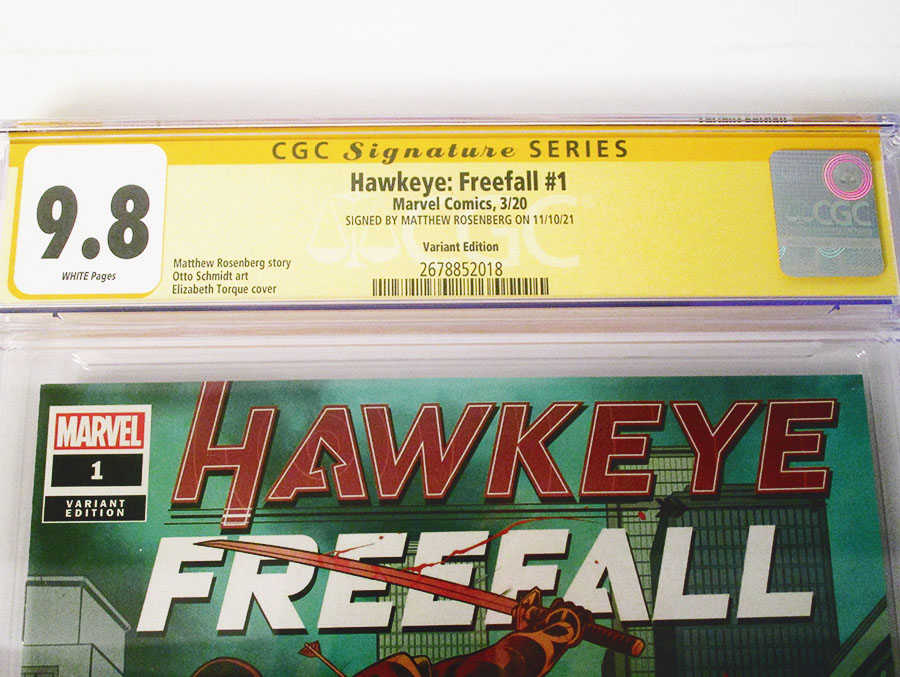 CGC Signature SERIES
9.8
WHITE Pages
Hawkeye: Freefall #1
Marvel Comics, 3/20
SIGNED BY MATTHEW ROSENBERG ON 11/10/21
Variant Edition
2678852018
Matthew Rosenberg story
Otto Schmidt art
Elizabeth Torque cover
CGC
CGC
MARVEL
1
VARIANT
EDITION
HAWKEYE
FREEFALL